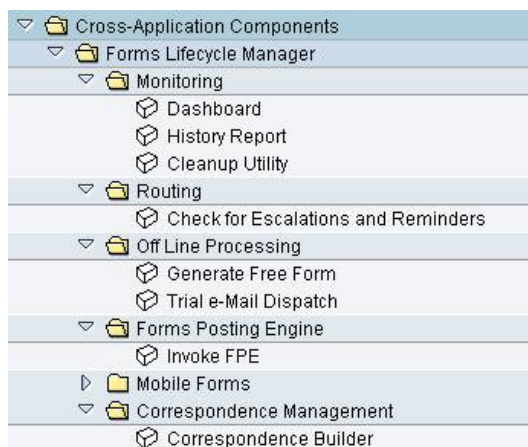 Cross-Application Components
Forms Lifecycle Manager
Monitoring
Dashboard
History Report
Cleanup Utility
Routing
Check for Escalations and Reminders
Off Line Processing
Generate Free Form
Trial e-Mail Dispatch
Forms Posting Engine
Invoke FPE
Mobile Forms
Correspondence Management
Correspondence Builder